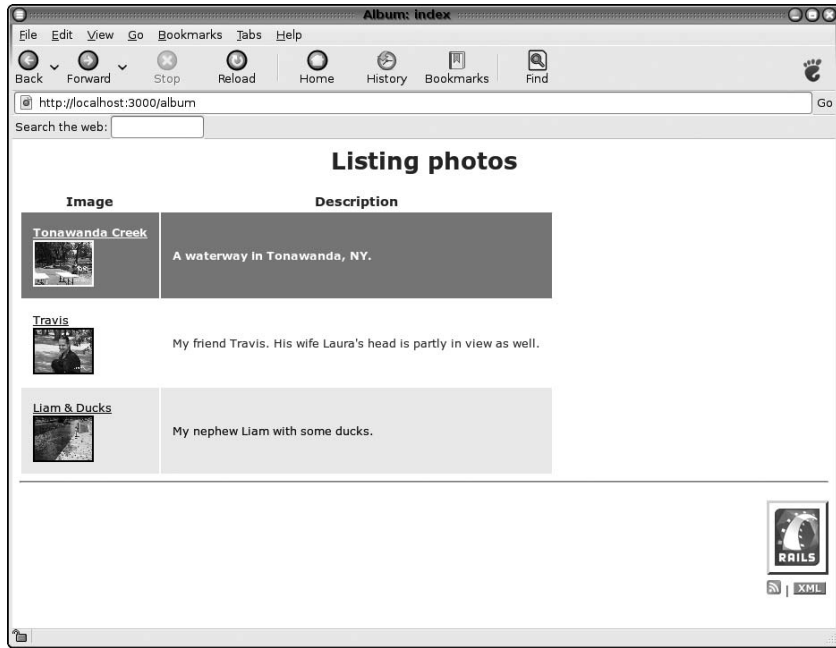 Album: index
File Edit View Go Bookmarks Tabs Help
Back Forward Stop Reload Home History Bookmarks Find
http://localhost:3000/album Go
Search the web:
Listing photos
Image Description
Tonawanda Creek
A waterway in Tonawanda, NY.
Travis
My friend Travis. His wife Laura's head is partly in view as well.
Liam & Ducks
My nephew Liam with some ducks.
RAILS
| XML